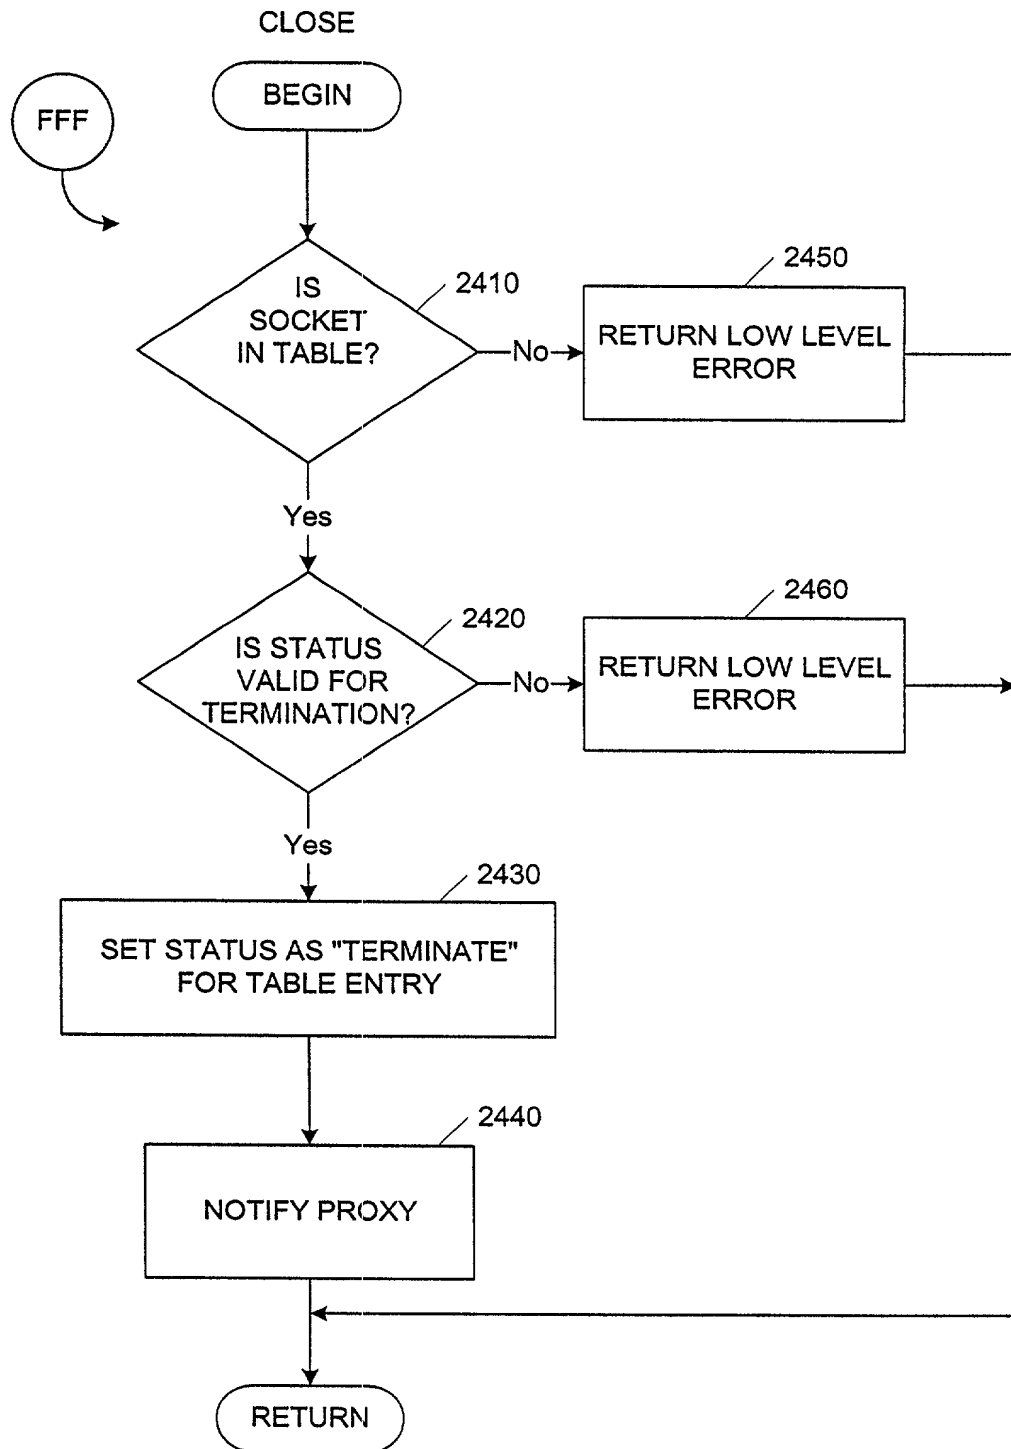 CLOSE
BEGIN
FFF
IS
SOCKET
IN TABLE?
2410
No
2450
RETURN LOW LEVEL
ERROR
Yes
IS STATUS
VALID FOR
TERMINATION?
2420
No
2460
RETURN LOW LEVEL
ERROR
Yes
2430
SET STATUS AS "TERMINATE"
FOR TABLE ENTRY
2440
NOTIFY PROXY
RETURN